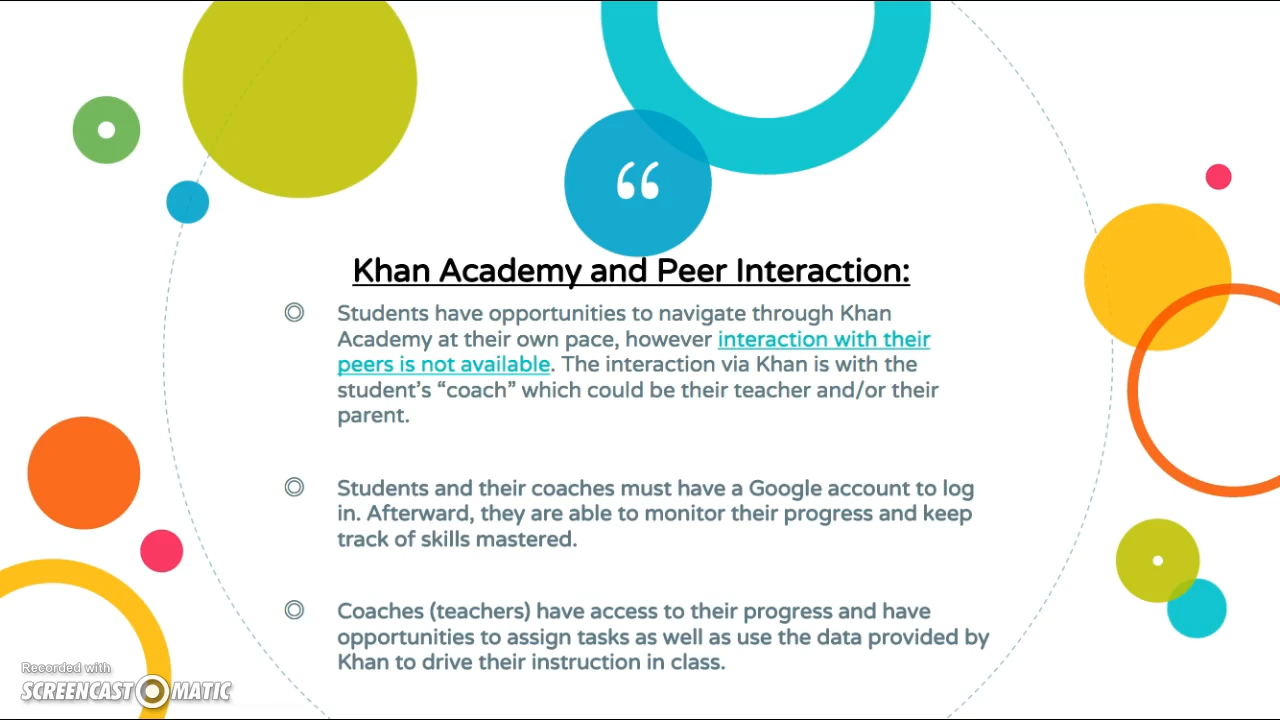 “
Khan Academy and Peer Interaction:
Students have opportunities to navigate through Khan
Academy at their own pace, however interaction with their
peers is not available. The interaction via Khan is with the
student’s “coach” which could be their teacher and/or their
parent.
Students and their coaches must have a Google account to log
in. Afterward, they are able to monitor their progress and keep
track of skills mastered.
Coaches (teachers) have access to their progress and have
opportunities to assign tasks as well as use the data provided by
Khan to drive their instruction in class.
Recorded with
SCREENCAST-O-MATIC